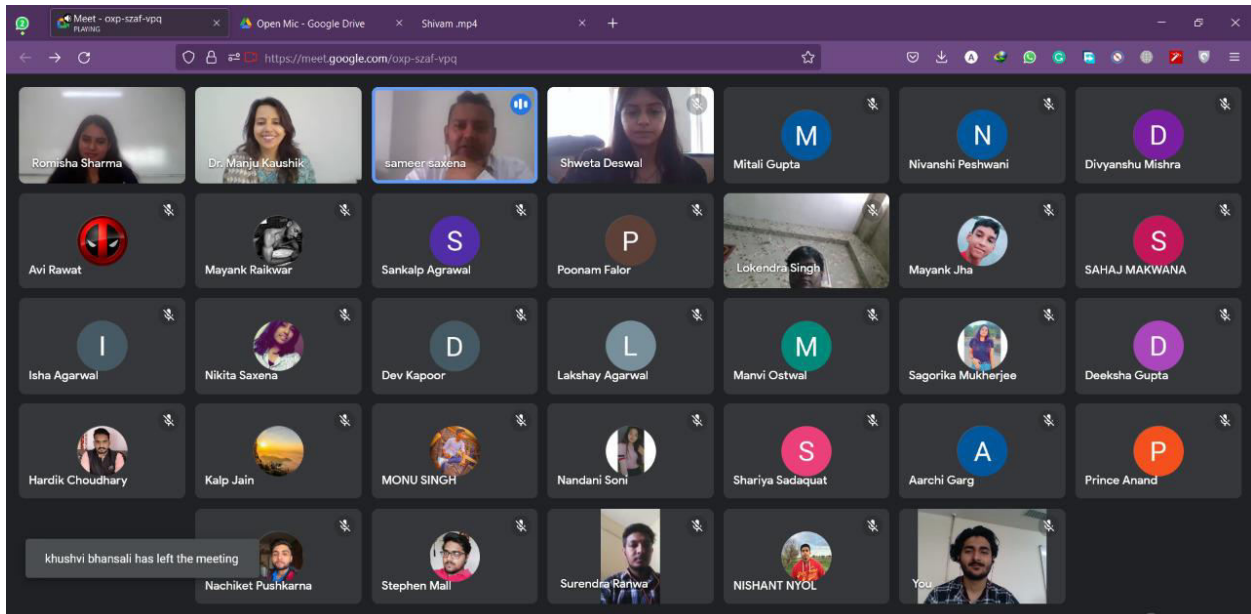 2
Meet - oxp-szaf-vpq
PLAYING
Open Mic - Google Drive
Shivam .mp4
https://meet.google.com/oxp-szaf-vpq
A
G
Romisha Sharma
Dr. Manju Kaushik
sameer saxena
Shweta Deswal
M
Mitali Gupta
N
Nivanshi Peshwani
D
Divyanshu Mishra
Avi Rawat
Mayank Raikwar
S
Sankalp Agrawal
P
Poonam Falor
Lokendra Singh
Mayank Jha
S
SAHAJ MAKWANA
I
Isha Agarwal
Nikita Saxena
D
Dev Kapoor
L
Lakshay Agarwal
M
Manvi Ostwal
Sagorika Mukherjee
D
Deeksha Gupta
Hardik Choudhary
Kalp Jain
MONU SINGH
Nandani Soni
S
Shariya Sadaquat
A
Aarchi Garg
P
Prince Anand
khushvi bhansali has left the meeting
Nachiket Pushkarna
Stephen Mall
Surendra Ranwa
NISHANT NYOL
You